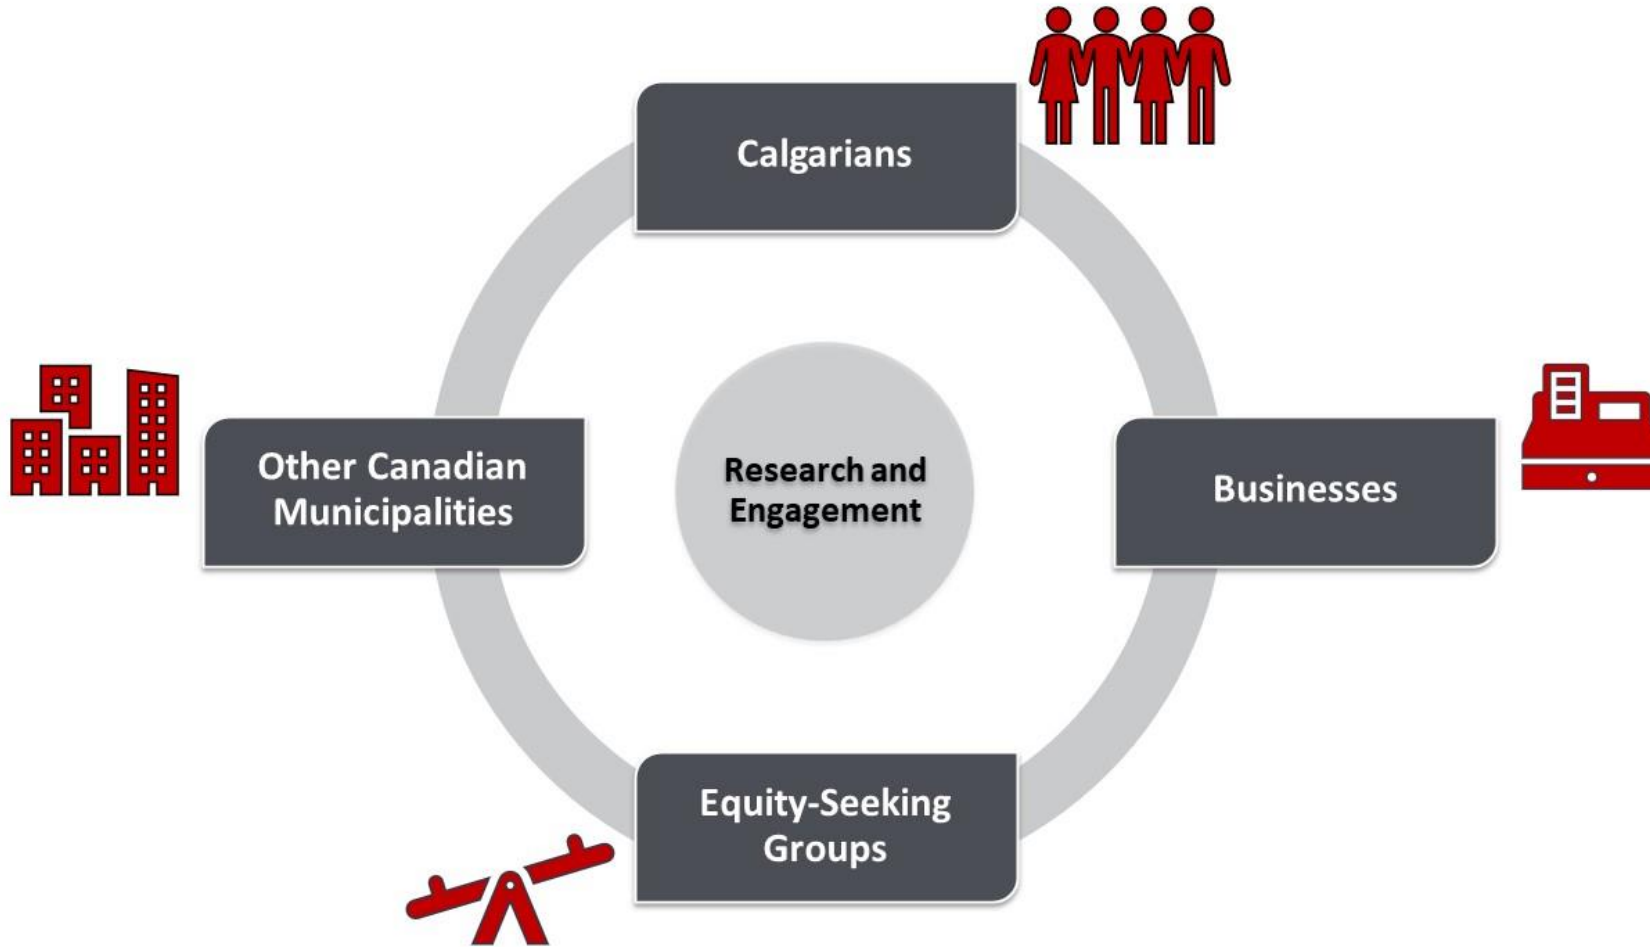 Calgarians
Other Canadian
Municipalities
Research and
Engagement
Businesses
Equity-Seeking
Groups